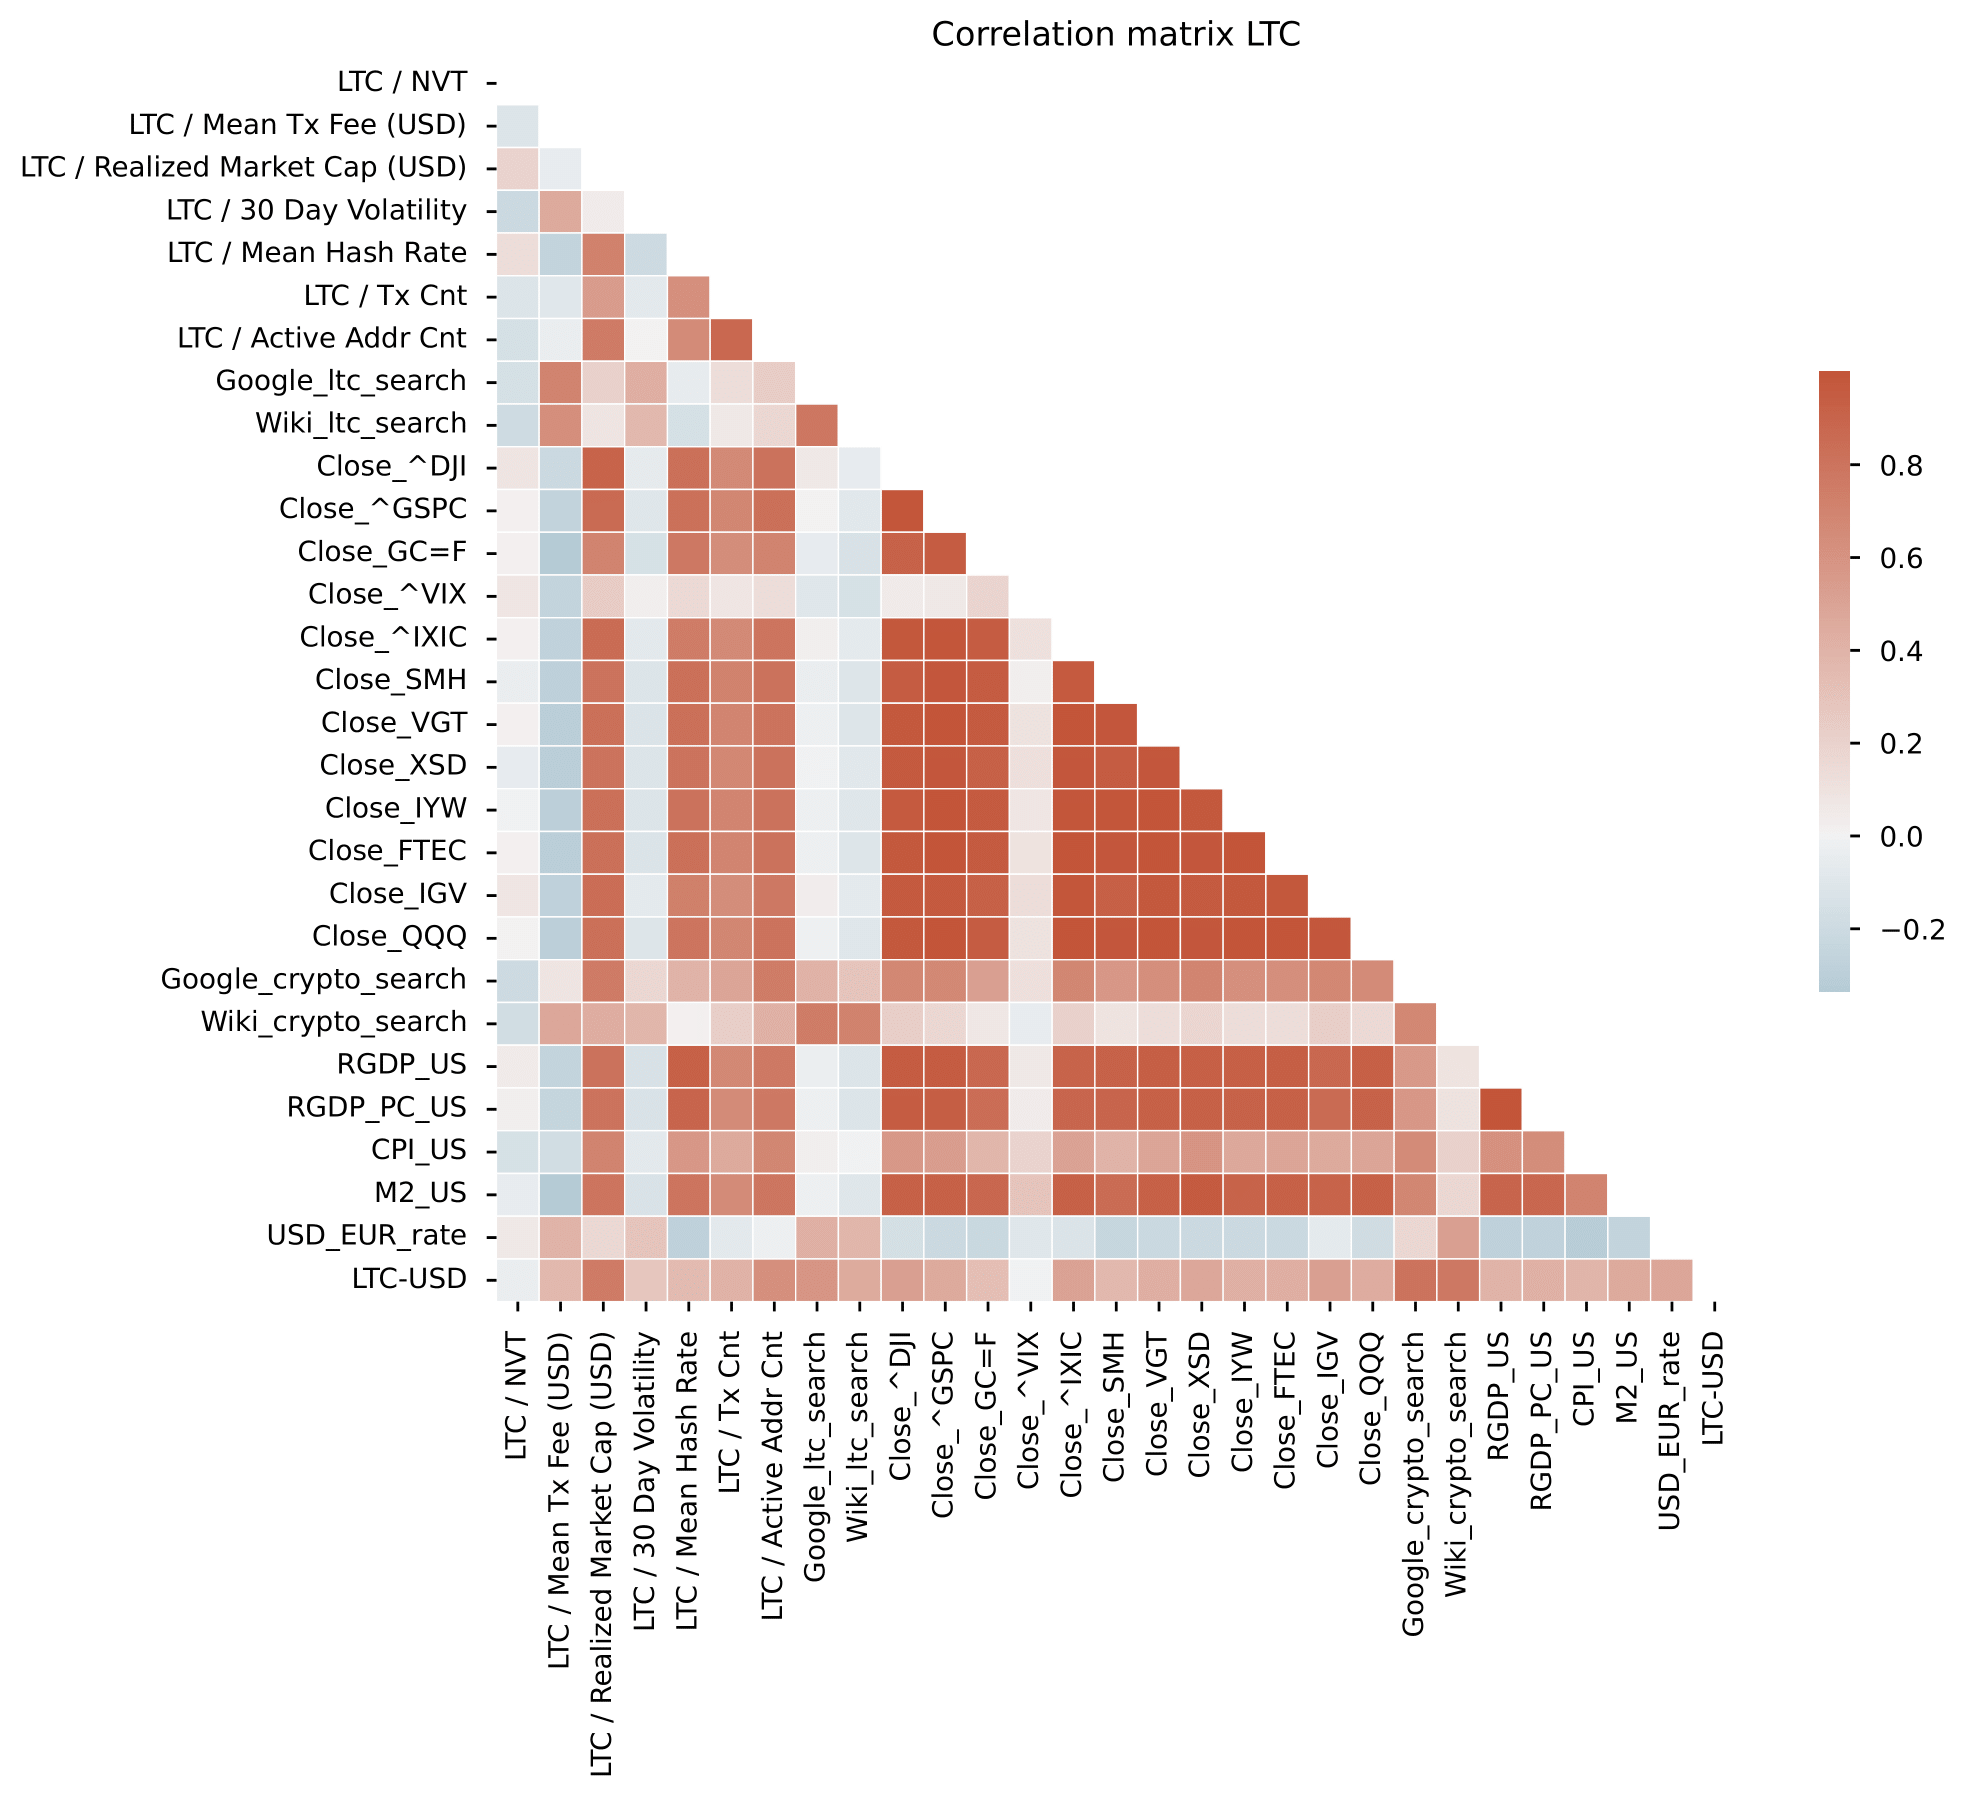 Correlation matrix LTC
LTC / NVT
LTC / Mean Tx Fee (USD)
LTC / Realized Market Cap (USD)
LTC / 30 Day Volatility
LTC / Mean Hash Rate
LTC / Tx Cnt
LTC / Active Addr Cnt
Google_ltc_search
Wiki_ltc_search
Close_^DJI
Close_^GSPC
Close_GC=F
Close_^VIX
Close_^IXIC
Close_SMH
Close_VGT
Close_XSD
Close_IYW
Close_FTEC
Close_IGV
Close_QQQ
Google_crypto_search
Wiki_crypto_search
RGDP_US
RGDP_PC_US
CPI_US
M2_US
USD_EUR_rate
LTC-USD
LTC / NVT
LTC / Mean Tx Fee (USD)
LTC / Realized Market Cap (USD)
LTC / 30 Day Volatility
LTC / Mean Hash Rate
LTC / Tx Cnt
LTC / Active Addr Cnt
Google_ltc_search
Wiki_ltc_search
Close_^DJI
Close_^GSPC
Close_GC=F
Close_^VIX
Close_^IXIC
Close_SMH
Close_VGT
Close_XSD
Close_IYW
Close_FTEC
Close_IGV
Close_QQQ
Google_crypto_search
Wiki_crypto_search
RGDP_US
RGDP_PC_US
CPI_US
M2_US
USD_EUR_rate
LTC-USD
0.8
0.6
0.4
0.2
0.0
−0.2